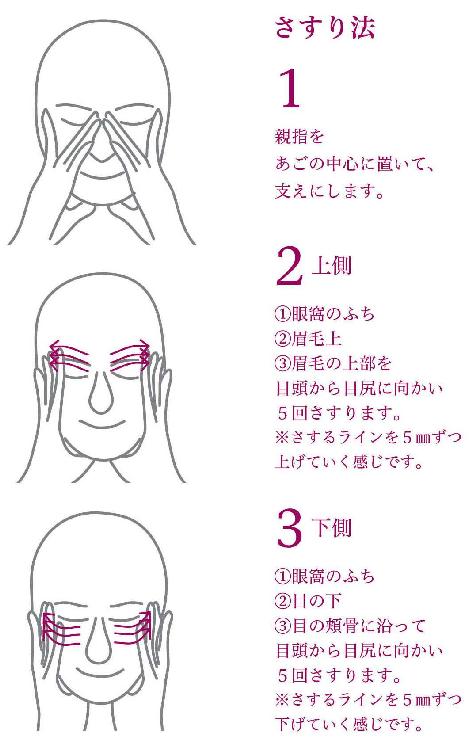 さすり法
1
親指を
あごの中心に置いて、
支えにします。
2 上側
①眼窩のふち
②眉毛上
③眉毛の上部を
目頭から目尻に向かい
５回さすります。
※さするラインを５㎜ずつ
上げていく感じです。
3 下側
①眼窩のふち
②目の下
③目の頬骨に沿って
目頭から目尻に向かい
５回さすります。
※さするラインを５㎜ずつ
下げていく感じです。